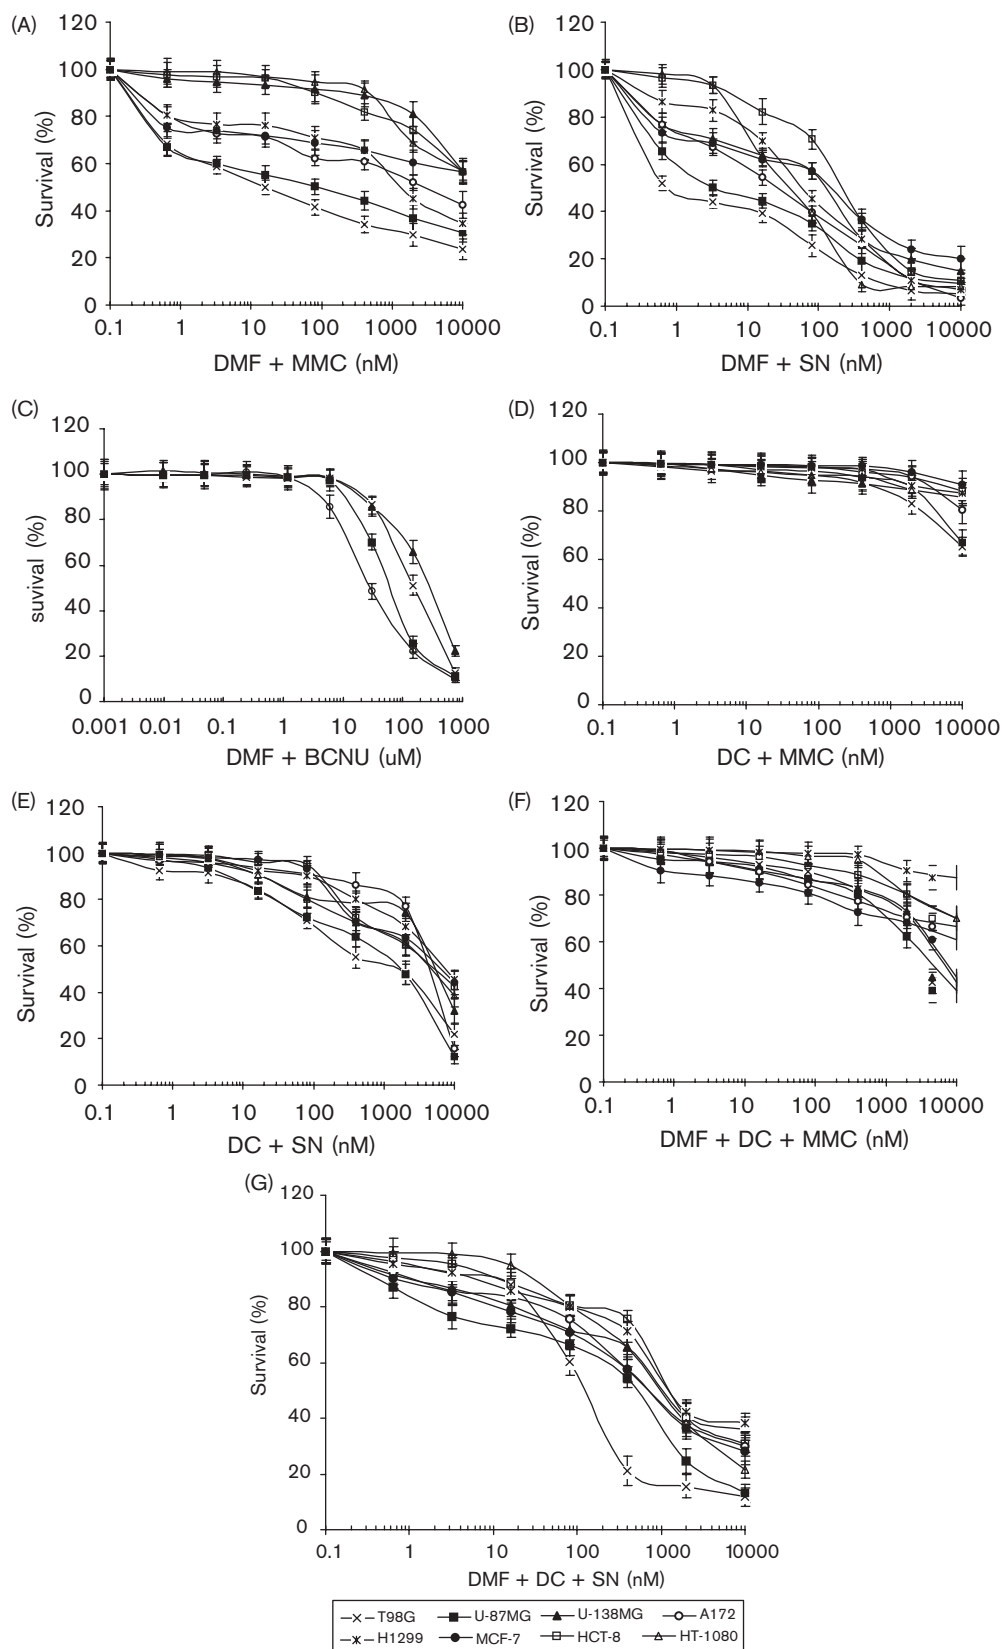 (A)
120
100
80
60
40
20
0
Survival (%)
0.1 1 10 100 1000 10000
DMF + MMC (nM)
(B)
120
100
80
60
40
20
0
Survival (%)
0.1 1 10 100 1000 10000
DMF + SN (nM)
(C)
120
100
80
60
40
20
0
suvival (%)
0.001 0.01 0.1 1 10 100 1000
DMF + BCNU (uM)
(D)
120
100
80
60
40
20
0
Survival (%)
0.1 1 10 100 1000 10000
DC + MMC (nM)
(E)
120
100
80
60
40
20
0
Survival (%)
0.1 1 10 100 1000 10000
DC + SN (nM)
(F)
120
100
80
60
40
20
0
Survival (%)
0.1 1 10 100 1000 10000
DMF + DC + MMC (nM)
(G)
120
100
80
60
40
20
0
Survival (%)
0.1 1 10 100 1000 10000
DMF + DC + SN (nM)
T98G U-87MG U-138MG A172
H1299 MCF-7 HCT-8 HT-1080